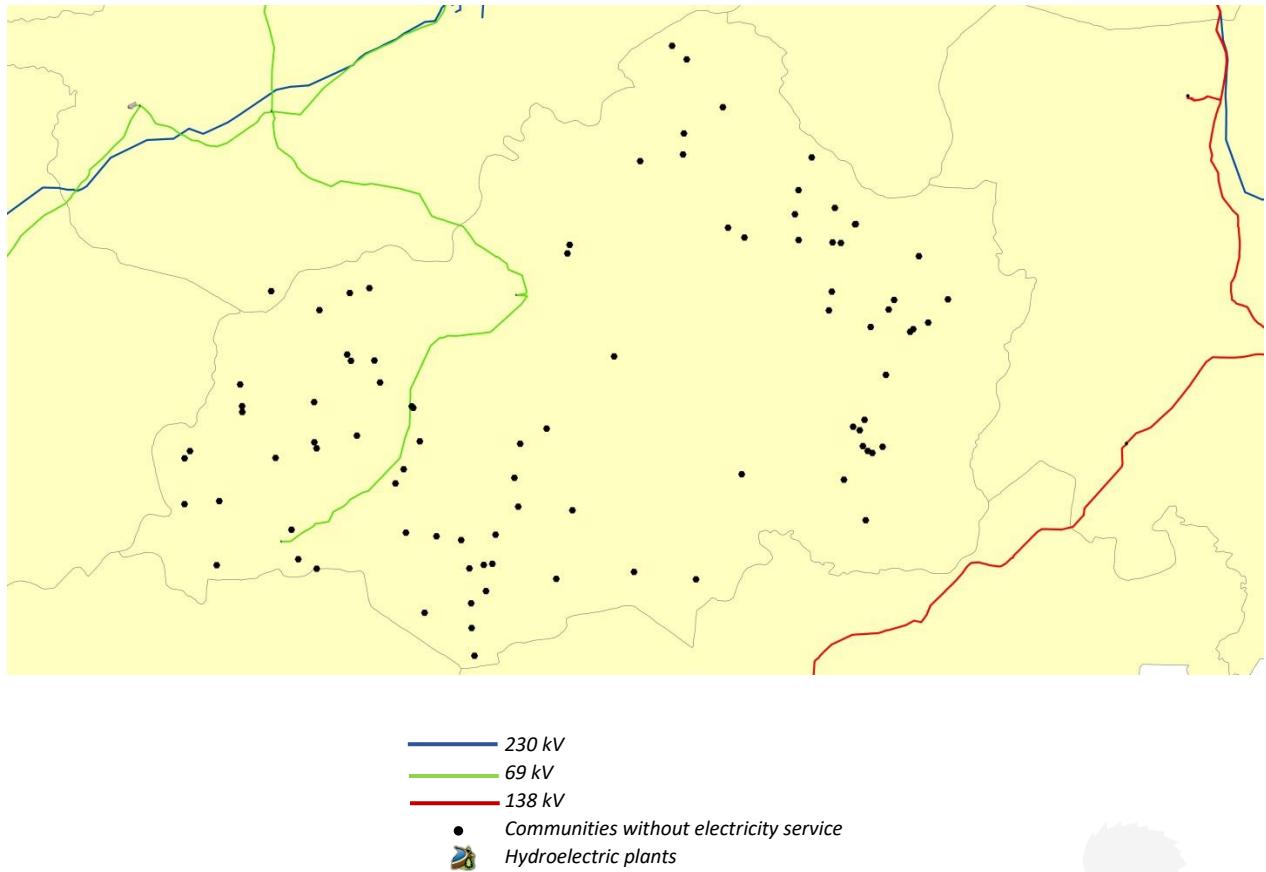 230 kV
69 kV
138 kV
Communities without electricity service
Hydroelectric plants